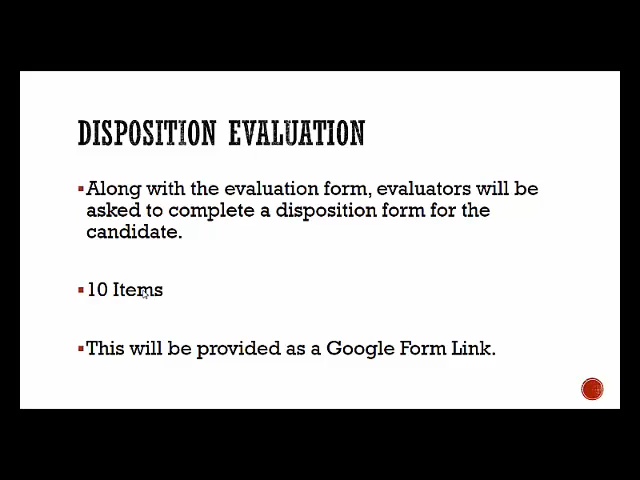 DISPOSITION EVALUATION
▪Along with the evaluation form, evaluators will be
asked to complete a disposition form for the
candidate.
▪10 Items
▪This will be provided as a Google Form Link.